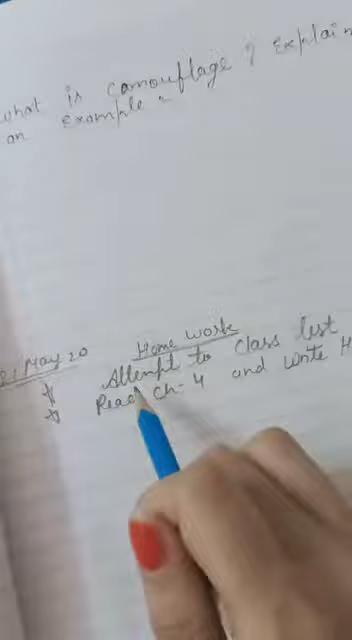 what is camouflage ? Explain
an example
May 20
Home work
Attempt to class test
Read Ch-4 and write